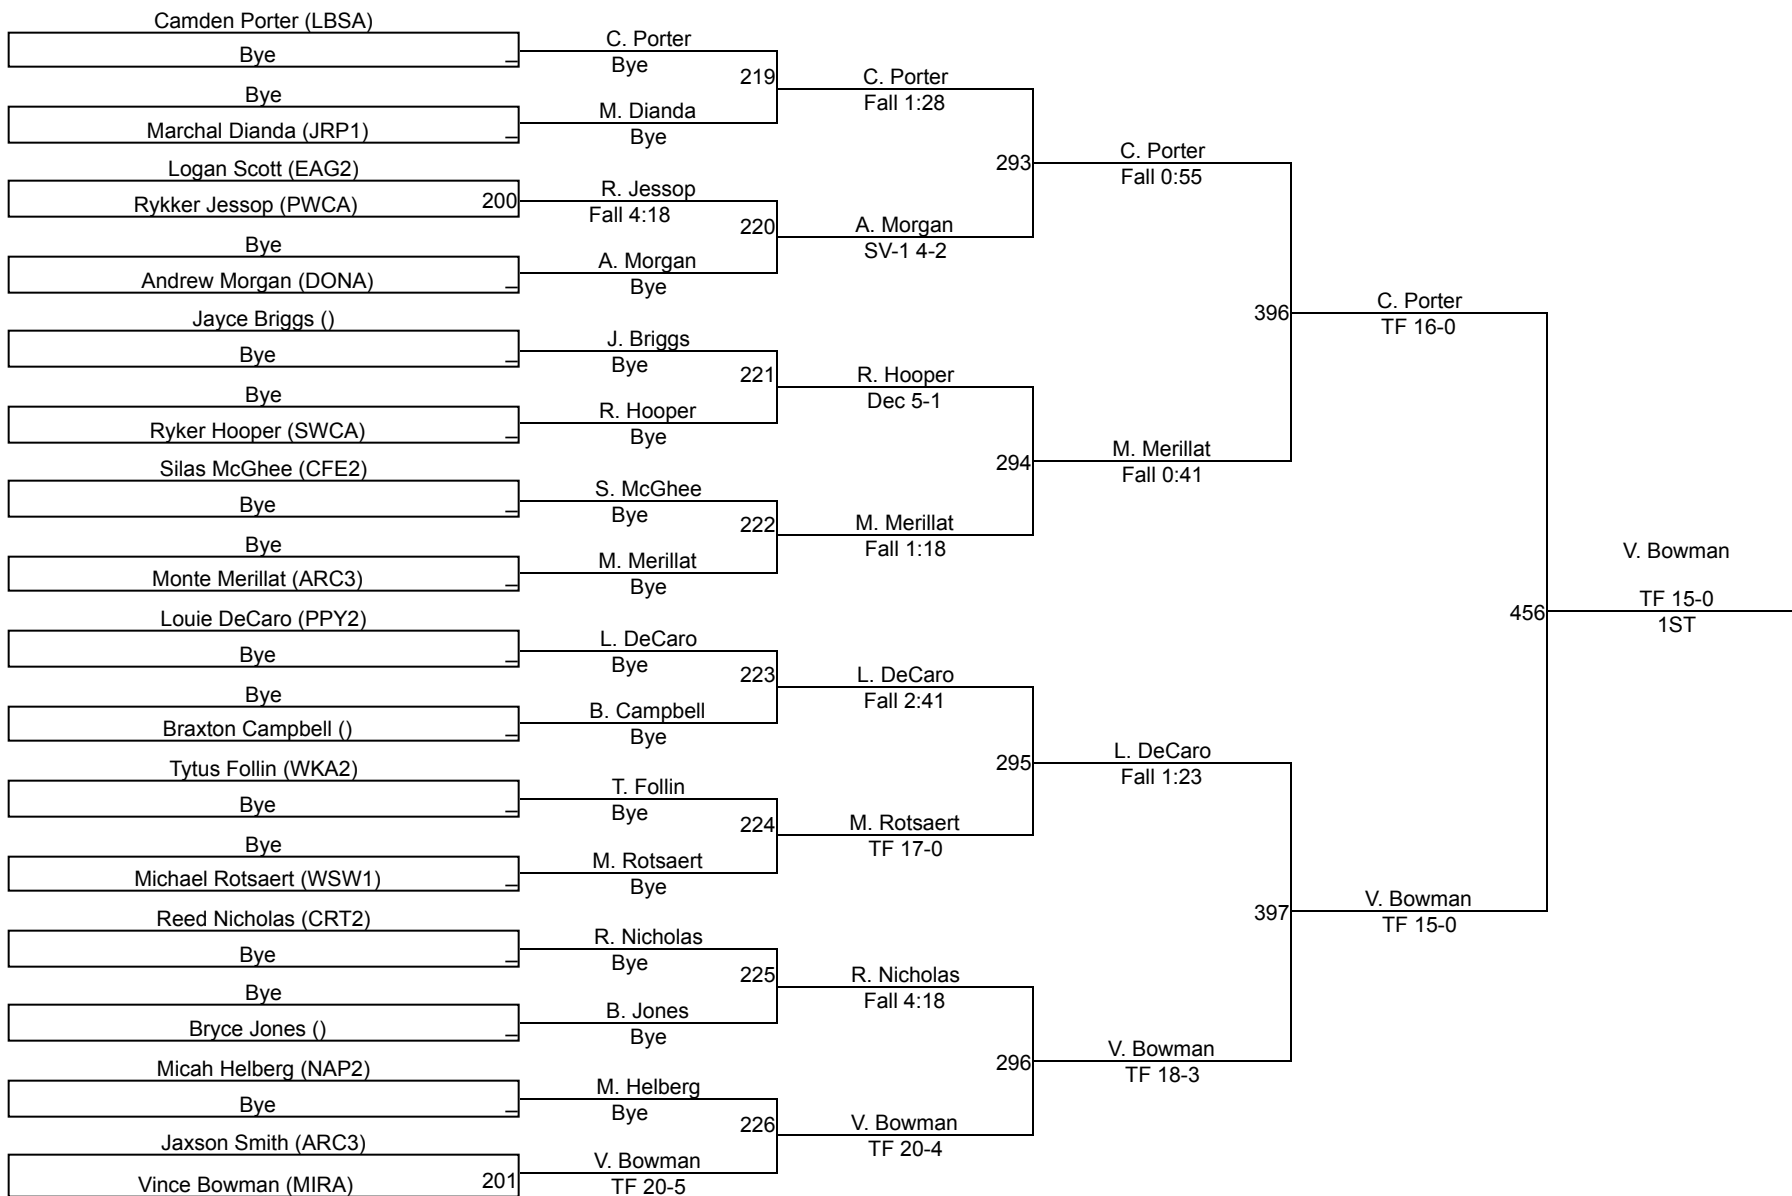 Camden Porter (LBSA)
Bye
Bye
Marchal Dianda (JRP1)
Logan Scott (EAG2)
Rykker Jessop (PWCA) 200
Bye
Andrew Morgan (DONA)
Jayce Briggs ()
Bye
Bye
Ryker Hooper (SWCA)
Silas McGhee (CFE2)
Bye
Bye
Monte Merillat (ARC3)
Louie DeCaro (PPY2)
Bye
Bye
Braxton Campbell ()
Tytus Follin (WKA2)
Bye
Bye
Michael Rotsaert (WSW1)
Reed Nicholas (CRT2)
Bye
Bye
Bryce Jones ()
Micah Helberg (NAP2)
Bye
Jaxson Smith (ARC3)
Vince Bowman (MIRA) 201
C. Porter
Bye
219
M. Dianda
Bye
R. Jessop
Fall 4:18
220
A. Morgan
Bye
J. Briggs
Bye
221
R. Hooper
Bye
S. McGhee
Bye
222
M. Merillat
Bye
L. DeCaro
Bye
223
B. Campbell
Bye
T. Follin
Bye
224
M. Rotsaert
Bye
R. Nicholas
Bye
225
B. Jones
Bye
M. Helberg
Bye
226
V. Bowman
TF 20-5
C. Porter
Fall 1:28
293
A. Morgan
SV-1 4-2
R. Hooper
Dec 5-1
294
M. Merillat
Fall 1:18
L. DeCaro
Fall 2:41
295
M. Rotsaert
TF 17-0
R. Nicholas
Fall 4:18
296
V. Bowman
TF 20-4
C. Porter
Fall 0:55
396
M. Merillat
Fall 0:41
L. DeCaro
Fall 1:23
397
V. Bowman
TF 18-3
C. Porter
TF 16-0
456
V. Bowman
TF 15-0
V. Bowman
TF 15-0
1ST